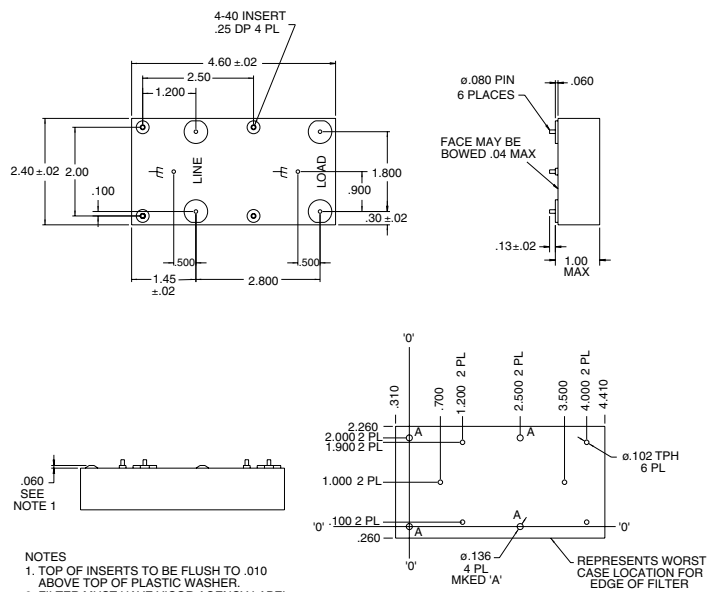 4-40 INSERT
.25 DP 4 PL
4.60 ±.02
2.50
1.200
2.40 ±.02
2.00
.100
LINE
LOAD
1.800
.900
.30 ±.02
.500
.500
1.45
±.02
2.800
ø.080 PIN
6 PLACES
.060
FACE MAY BE
BOWED .04 MAX
.13±.02
1.00
MAX
.060
SEE
NOTE 1
'0'
.310
.700
1.200 2 PL
2.500 2 PL
3.500
4.000 2 PL
4.410
2.260
2.000 2 PL
1.900 2 PL
A
A
ø.102 TPH
6 PL
1.000 2 PL
.100 2 PL
A
'0'
A
'0'
.260
'0'
ø.136
4 PL
MKED 'A'
REPRESENTS WORST
CASE LOCATION FOR
EDGE OF FILTER
NOTES
1. TOP OF INSERTS TO BE FLUSH TO .010
ABOVE TOP OF PLASTIC WASHER.